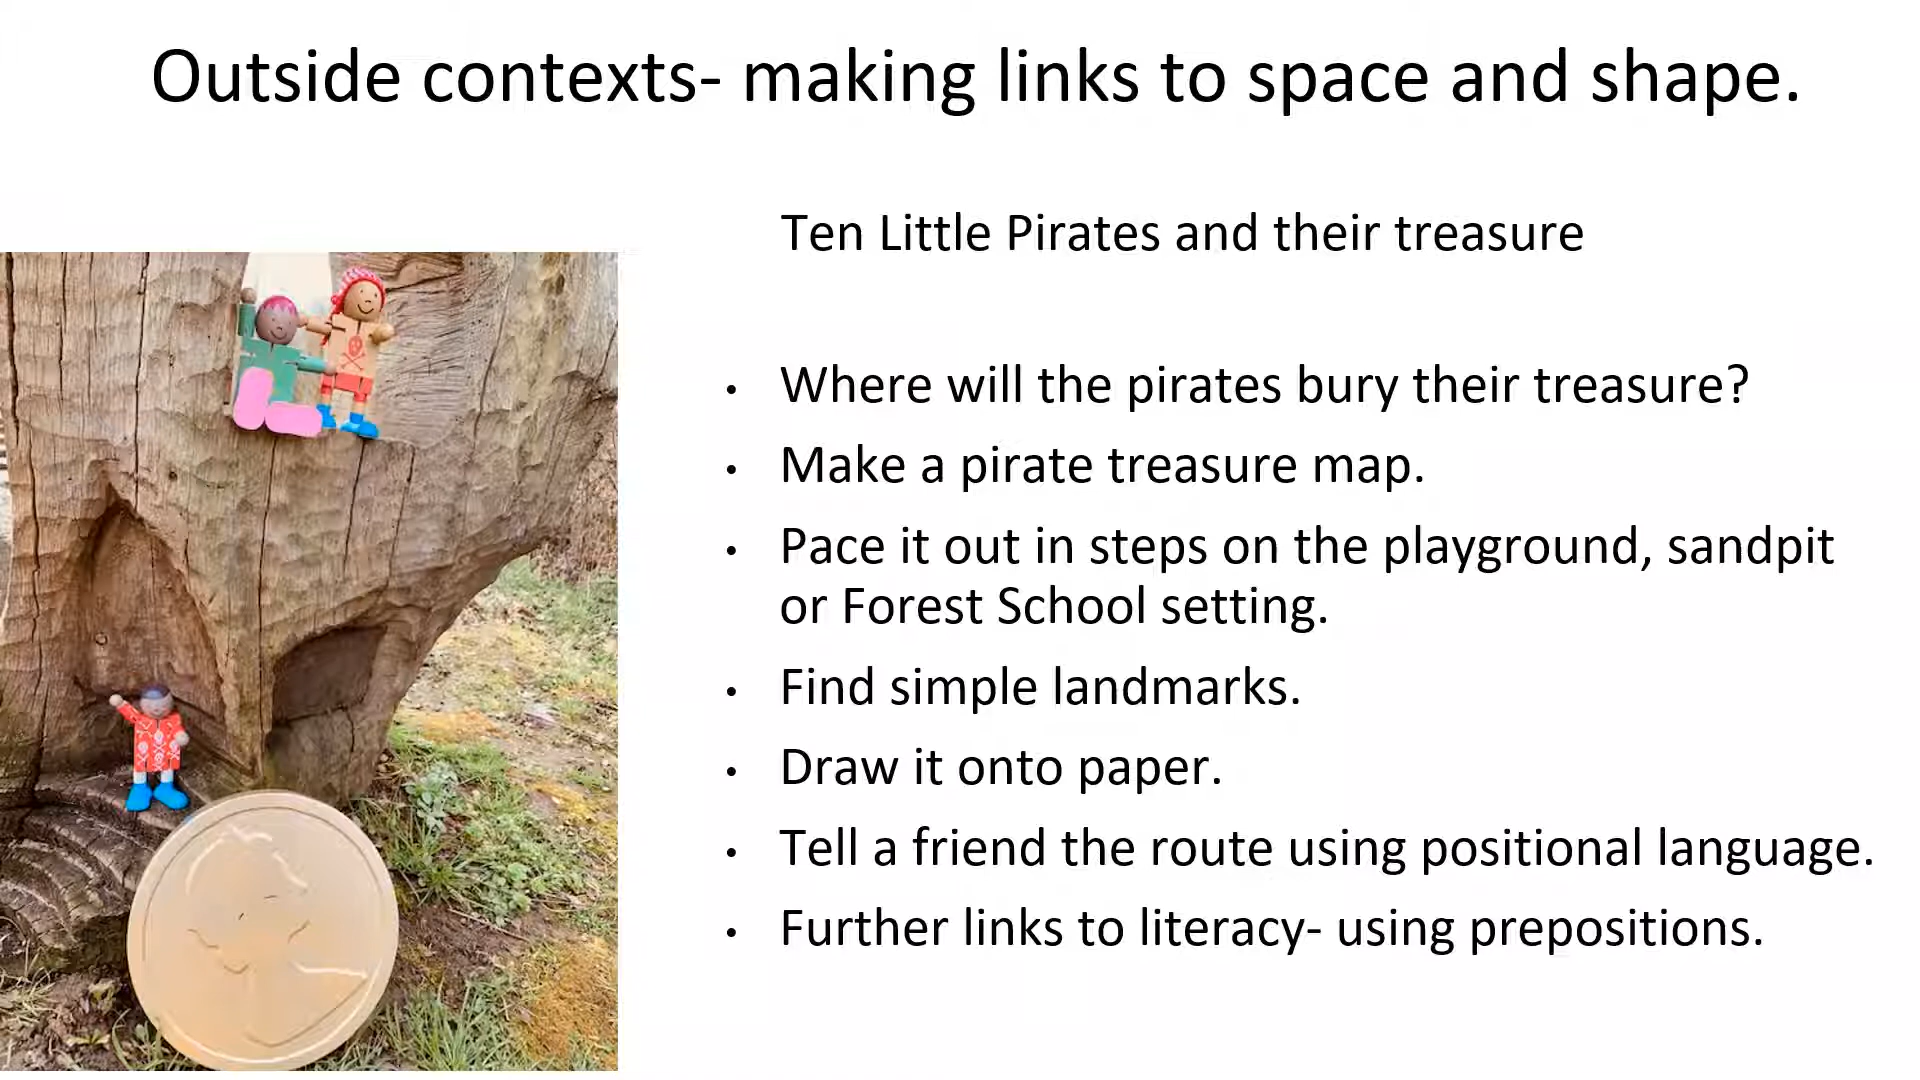 Outside contexts- making links to space and shape.
Ten Little Pirates and their treasure
• Where will the pirates bury their treasure?
• Make a pirate treasure map.
• Pace it out in steps on the playground, sandpit
or Forest School setting.
• Find simple landmarks.
• Draw it onto paper.
• Tell a friend the route using positional language.
• Further links to literacy- using prepositions.